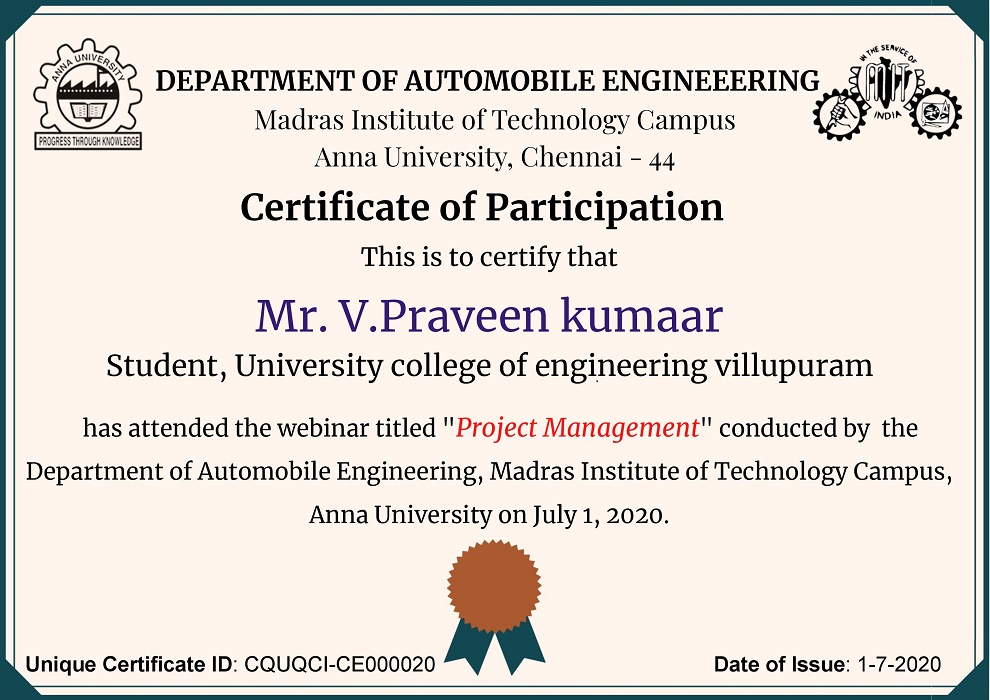 ANNA UNIVERSITY
PROGRESS THROUGH KNOWLEDGE
IN THE SERVICE OF
MIT
INDIA
DEPARTMENT OF AUTOMOBILE ENGINEEERING
Madras Institute of Technology Campus
Anna University, Chennai - 44
Certificate of Participation
This is to certify that
Mr. V.Praveen kumaar
Student, University college of engineering villupuram
has attended the webinar titled "Project Management" conducted by the
Department of Automobile Engineering, Madras Institute of Technology Campus,
Anna University on July 1, 2020.
Unique Certificate ID: CQUQCI-CE000020
Date of Issue: 1-7-2020